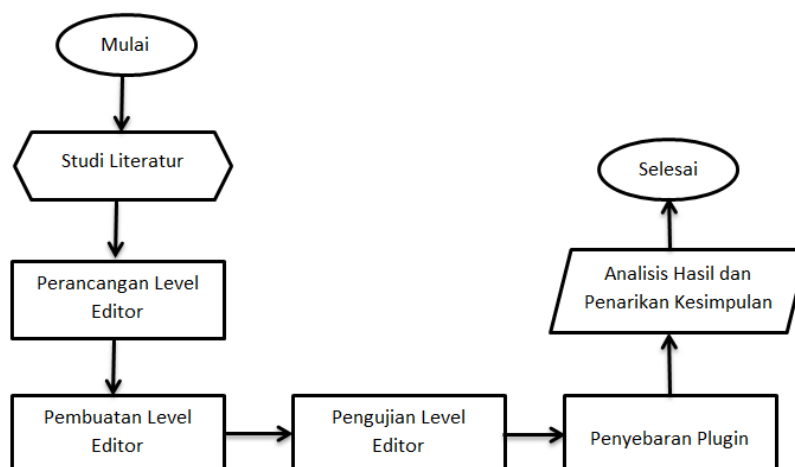 Mulai
Studi Literatur
Perancangan Level
Editor
Pembuatan Level
Editor
Pengujian Level
Editor
Penyebaran Plugin
Analisis Hasil dan
Penarikan Kesimpulan
Selesai